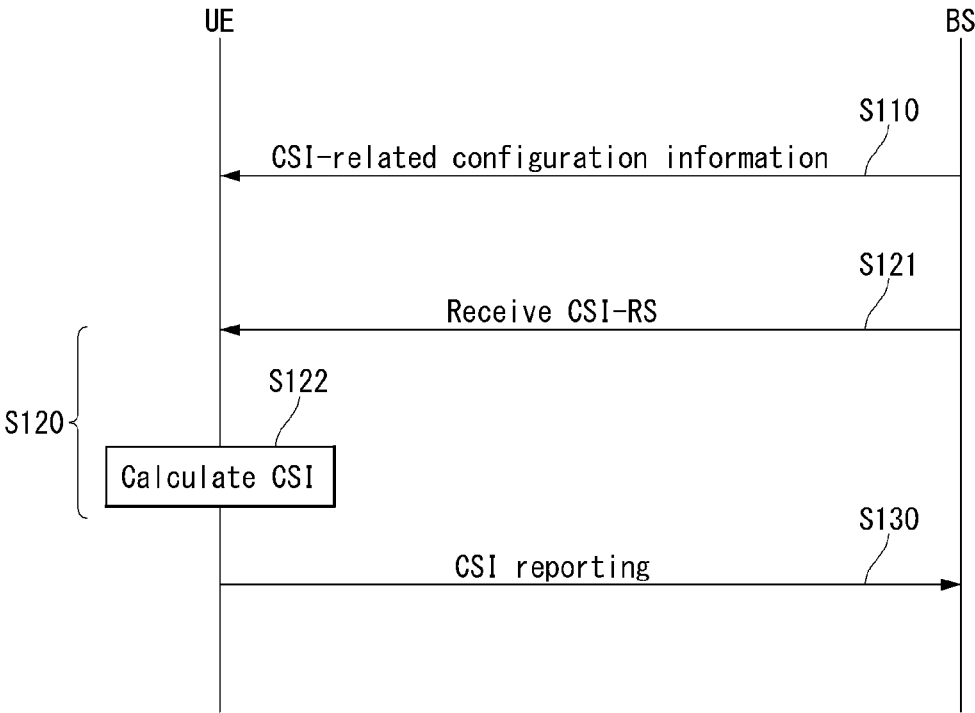 UE
BS
S110
CSI-related configuration information
S121
Receive CSI-RS
S122
S120
Calculate CSI
S130
CSI reporting